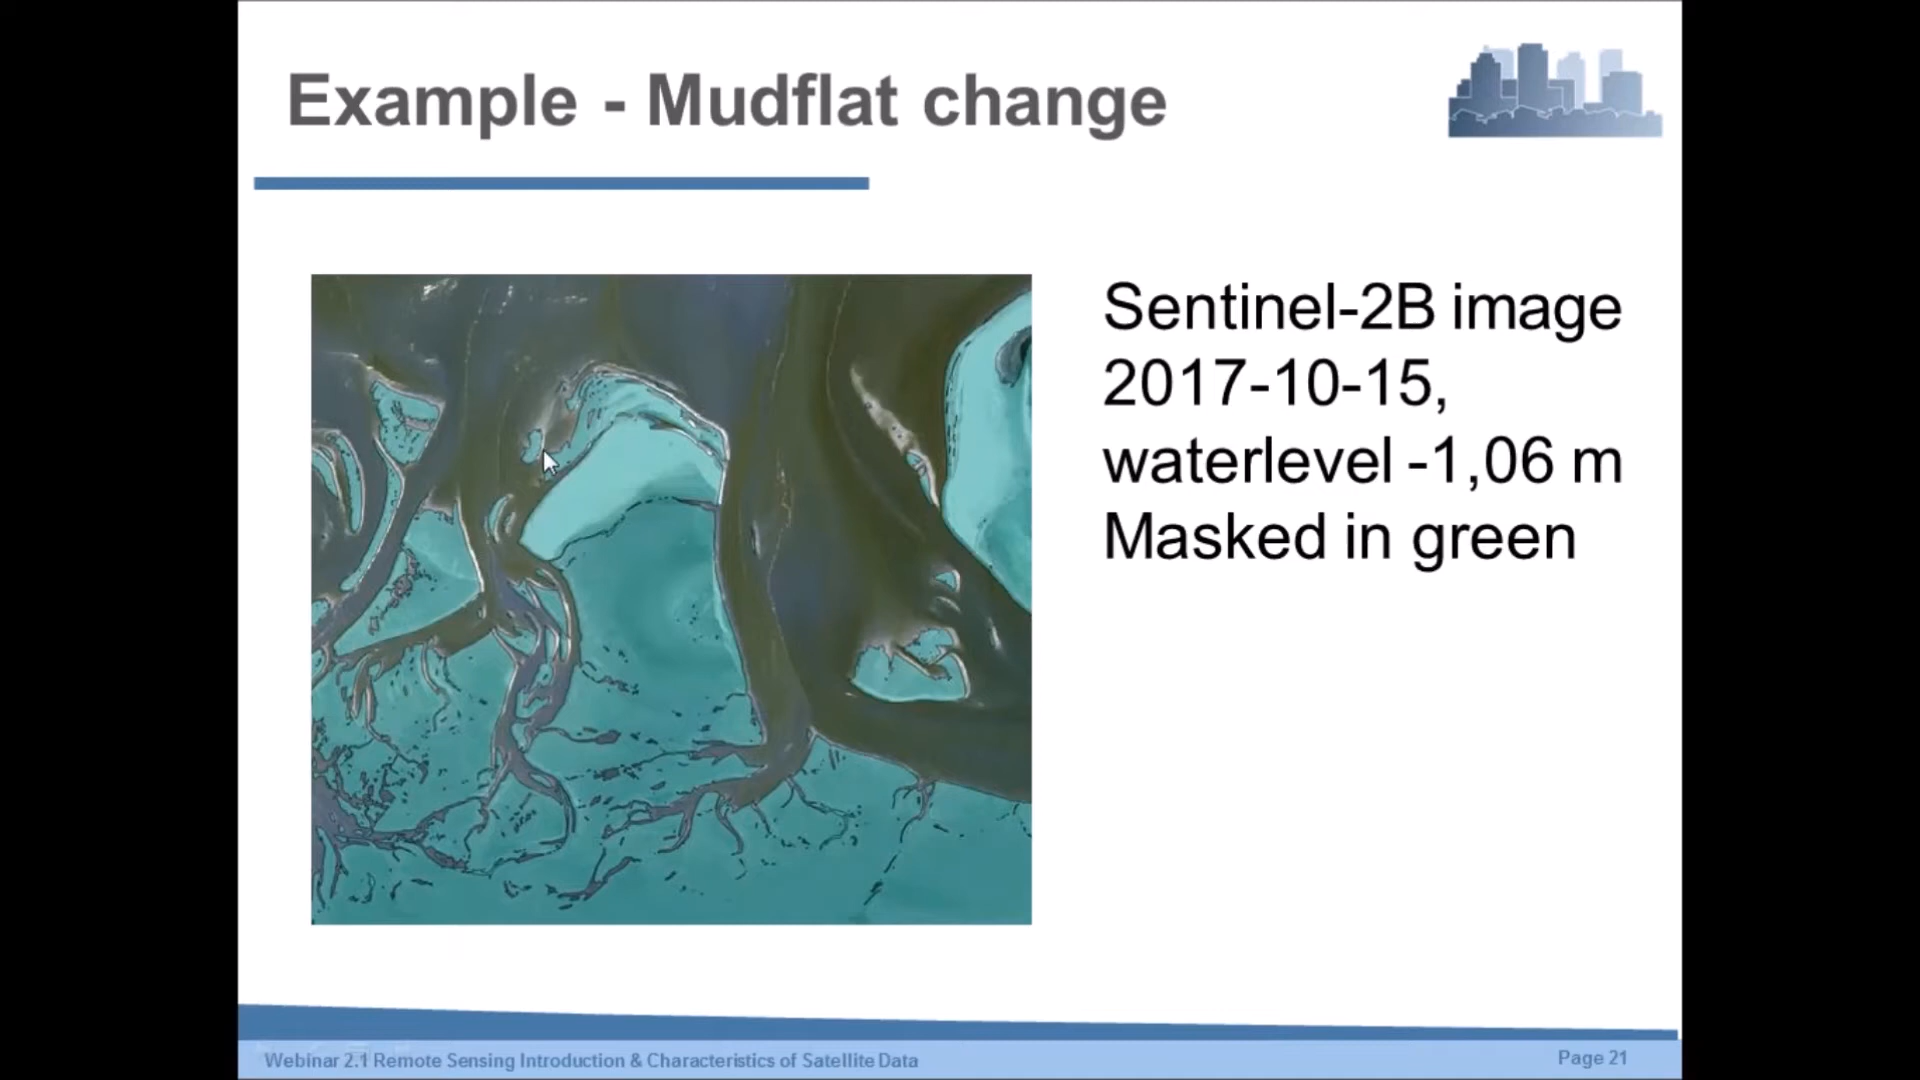 Example - Mudflat change
Sentinel-2B image
2017-10-15,
waterlevel -1,06 m
Masked in green
Webinar 2.1 Remote Sensing Introduction & Characteristics of Satellite Data
Page 21